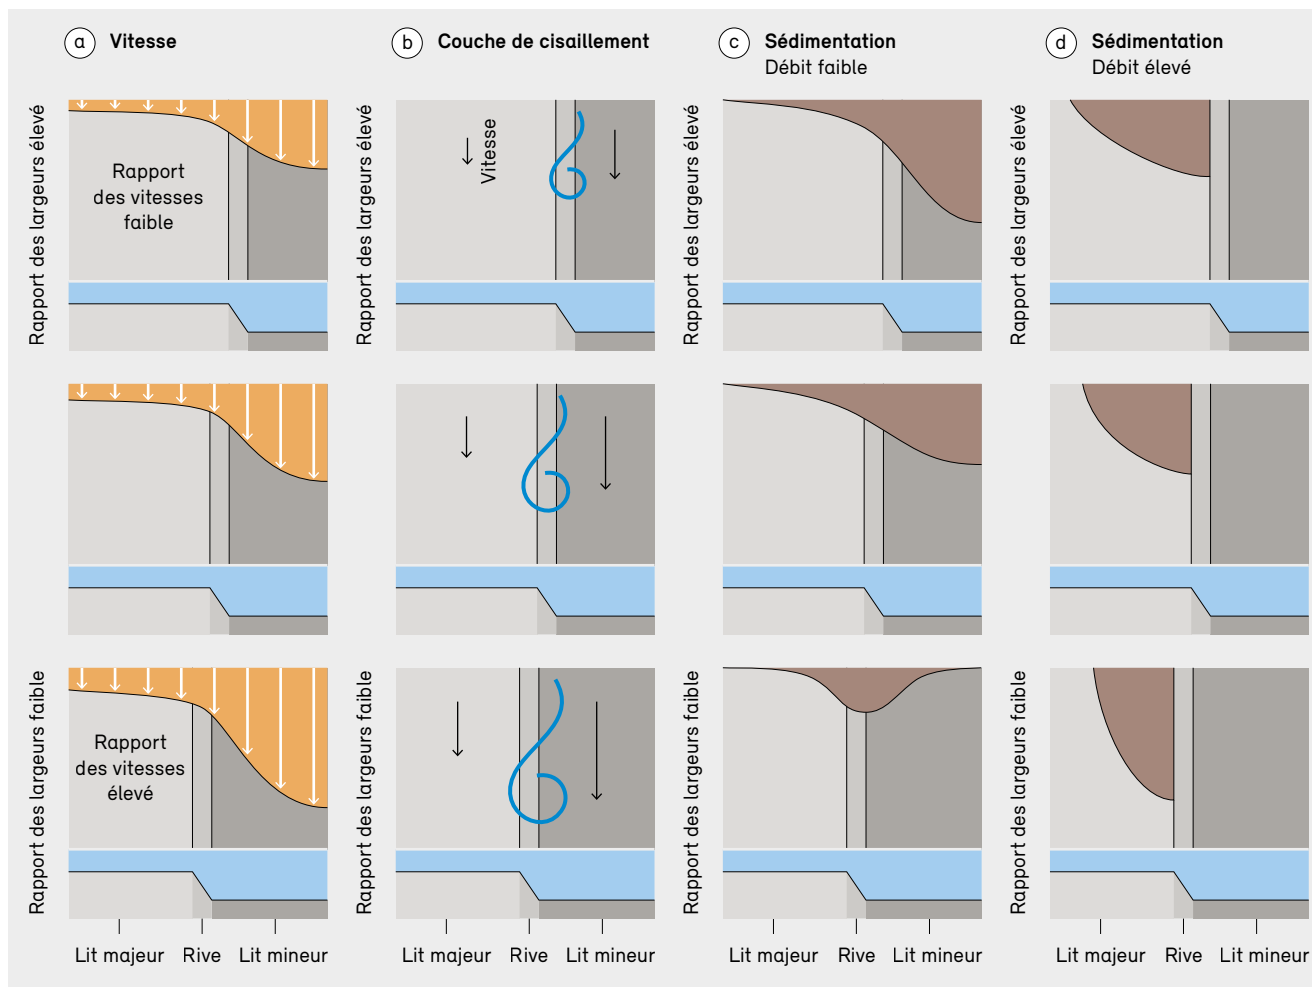 a Vitesse
b Couche de cisaillement
c Sédimentation
Débit faible
d Sédimentation
Débit élevé
Rapport des largeurs élevé
Rapport
des vitesses
faible
Rapport des largeurs élevé
Vitesse
Rapport des largeurs élevé
Rapport des largeurs élevé
Rapport des largeurs faible
Rapport
des vitesses
élevé
Rapport des largeurs faible
Rapport des largeurs faible
Rapport des largeurs faible
Lit majeur Rive Lit mineur
Lit majeur Rive Lit mineur
Lit majeur Rive Lit mineur
Lit majeur Rive Lit mineur